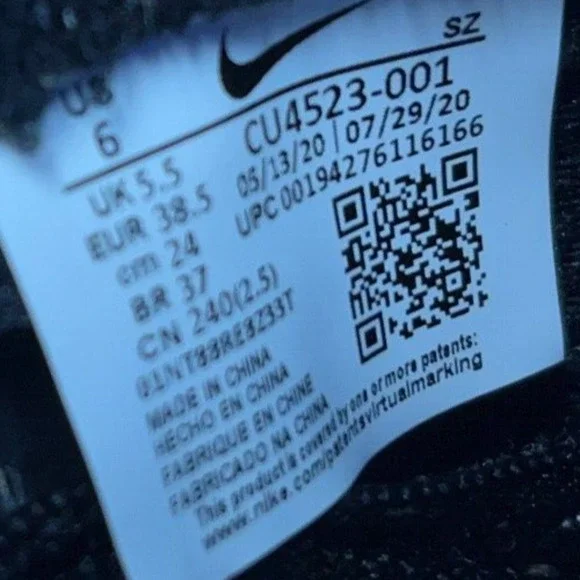 SZ
US
6
CU4523-001
05/13/20 | 07/29/20
UPC 00194276116166
UK 5.5
EUR 38.5
cm 24
BR 37
CN 240(2.5)
MADE IN CHINA
HECHO EN CHINA
FABRIQUE EN CHINE
FABRICADO NA CHINA
This product is covered by one or more patents:
www.nike.com/patentsvirtualmarking